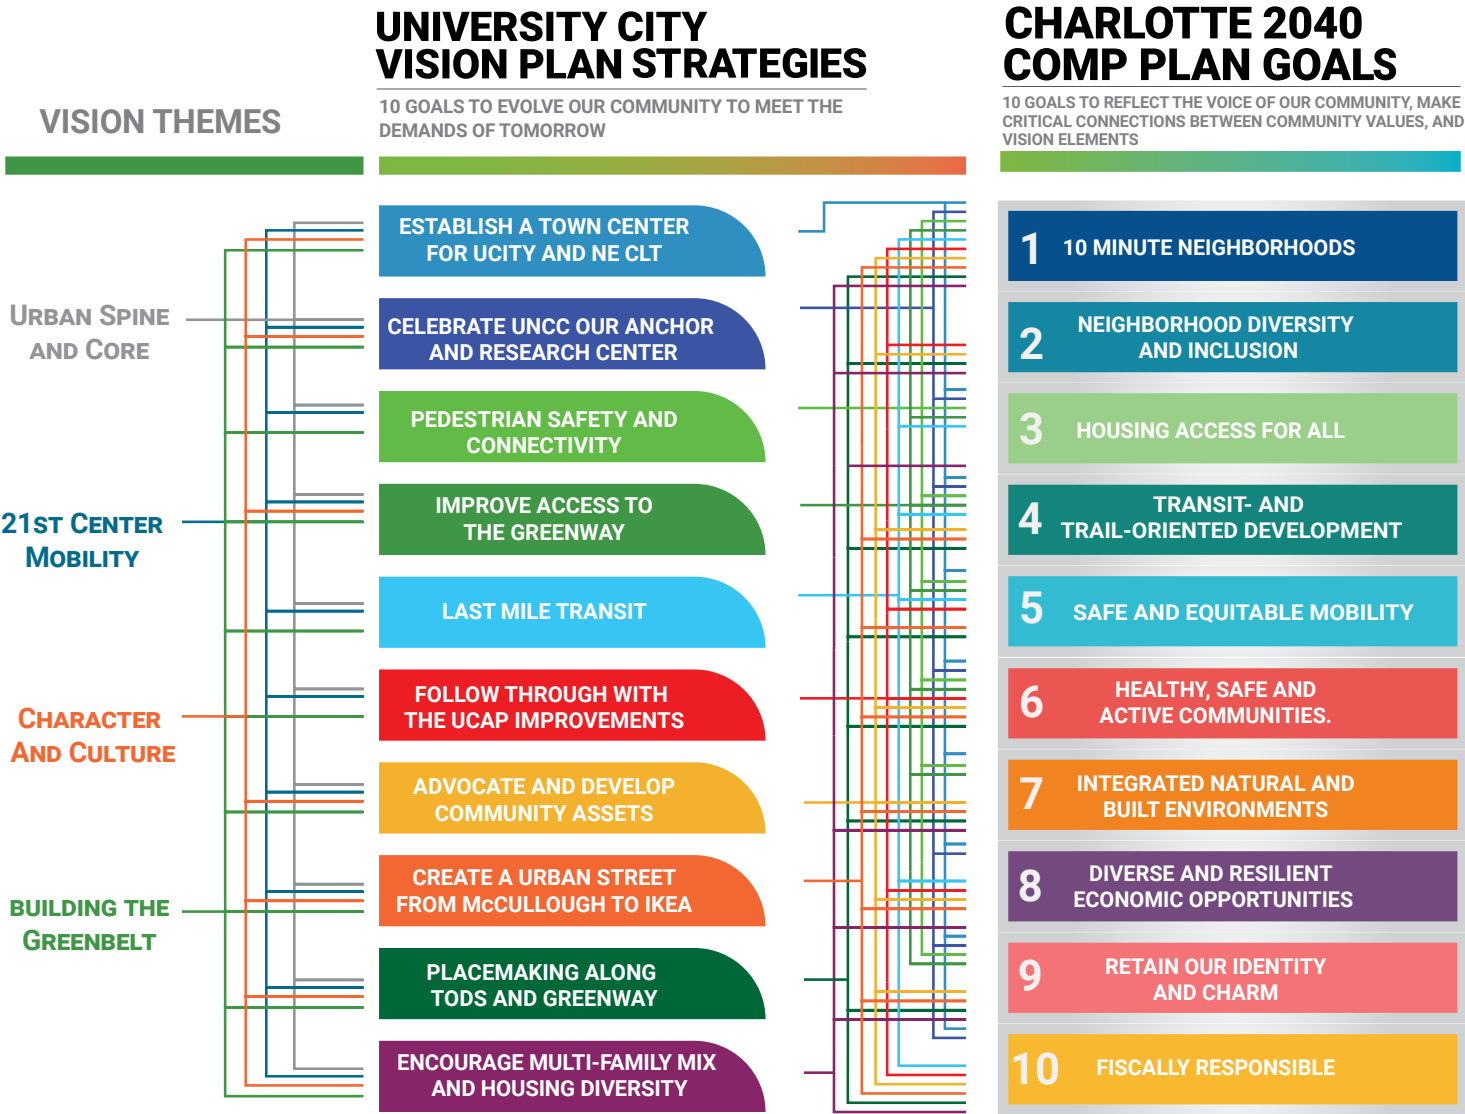 VISION THEMES
URBAN SPINE
AND CORE
21ST CENTER
MOBILITY
CHARACTER
AND CULTURE
BUILDING THE
GREENBELT
UNIVERSITY CITY
VISION PLAN STRATEGIES
10 GOALS TO EVOLVE OUR COMMUNITY TO MEET THE
DEMANDS OF TOMORROW
ESTABLISH A TOWN CENTER
FOR UCITY AND NE CLT
CELEBRATE UNCC OUR ANCHOR
AND RESEARCH CENTER
PEDESTRIAN SAFETY AND
CONNECTIVITY
IMPROVE ACCESS TO
THE GREENWAY
LAST MILE TRANSIT
FOLLOW THROUGH WITH
THE UCAP IMPROVEMENTS
ADVOCATE AND DEVELOP
COMMUNITY ASSETS
CREATE A URBAN STREET
FROM McCULLOUGH TO IKEA
PLACEMAKING ALONG
TODS AND GREENWAY
ENCOURAGE MULTI-FAMILY MIX
AND HOUSING DIVERSITY
CHARLOTTE 2040
COMP PLAN GOALS
10 GOALS TO REFLECT THE VOICE OF OUR COMMUNITY, MAKE
CRITICAL CONNECTIONS BETWEEN COMMUNITY VALUES, AND
VISION ELEMENTS
1 10 MINUTE NEIGHBORHOODS
2 NEIGHBORHOOD DIVERSITY
AND INCLUSION
3 HOUSING ACCESS FOR ALL
4 TRANSIT- AND
TRAIL-ORIENTED DEVELOPMENT
5 SAFE AND EQUITABLE MOBILITY
6 HEALTHY, SAFE AND
ACTIVE COMMUNITIES.
7 INTEGRATED NATURAL AND
BUILT ENVIRONMENTS
8 DIVERSE AND RESILIENT
ECONOMIC OPPORTUNITIES
9 RETAIN OUR IDENTITY
AND CHARM
10 FISCALLY RESPONSIBLE